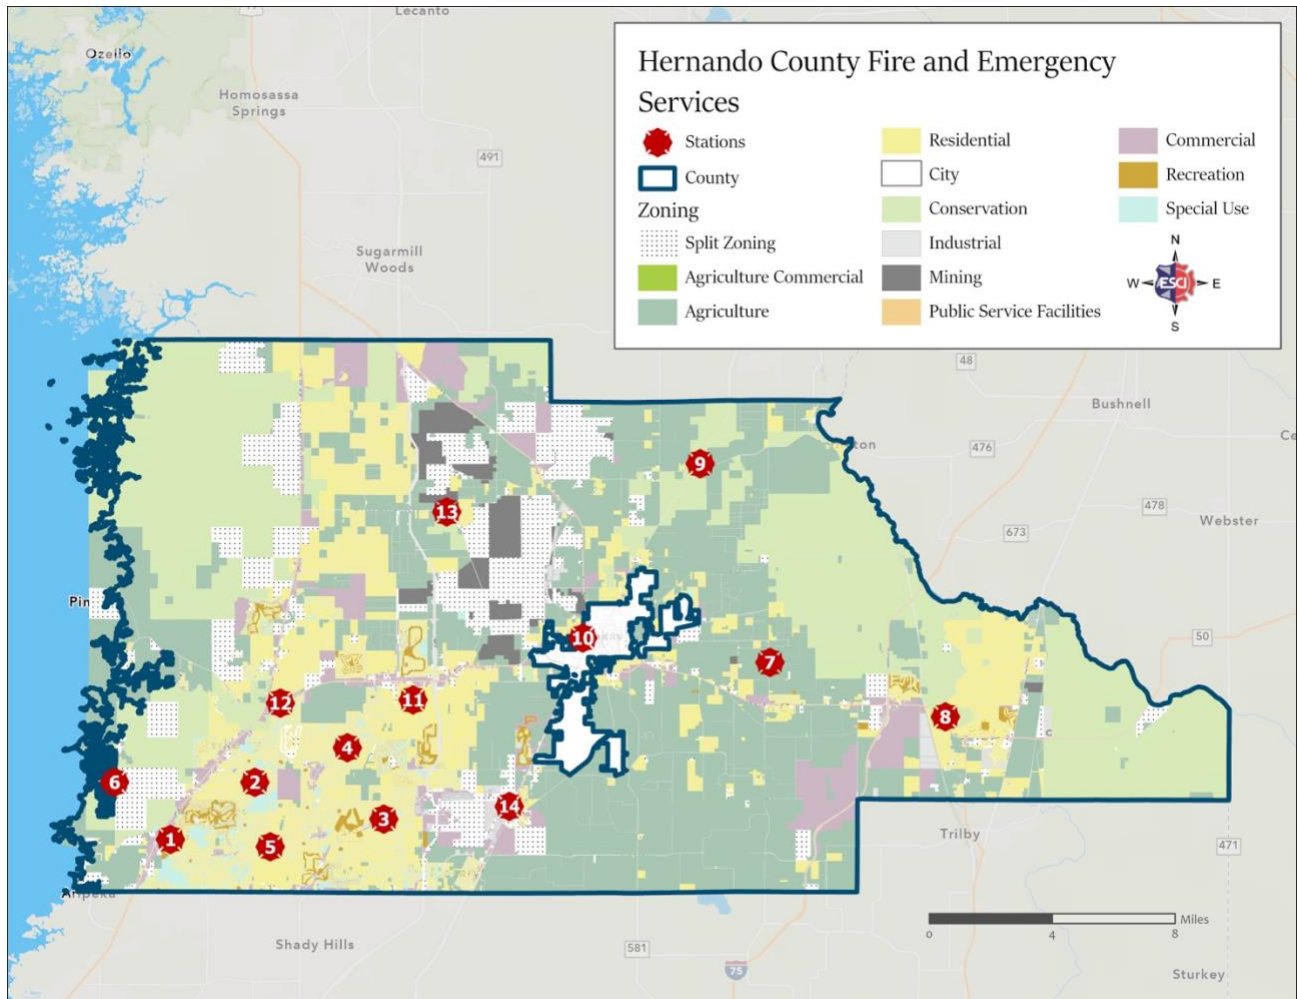 Lecanto
Ozello
Homosassa
Springs
491
Sugarmill
Woods
Hernando County Fire and Emergency
Services
Stations
County
Zoning
Split Zoning
Agriculture Commercial
Agriculture
Residential
City
Conservation
Industrial
Mining
Public Service Facilities
Commercial
Recreation
Special Use
N
W
ESCI
E
S
48
Bushnell
476
478
Webster
673
50
9
13
Pin
10
7
12
11
8
4
6
2
14
3
1
5
Trilby
471
Aripeka
Shady Hills
581
75
Miles
0
4
8
Sturkey